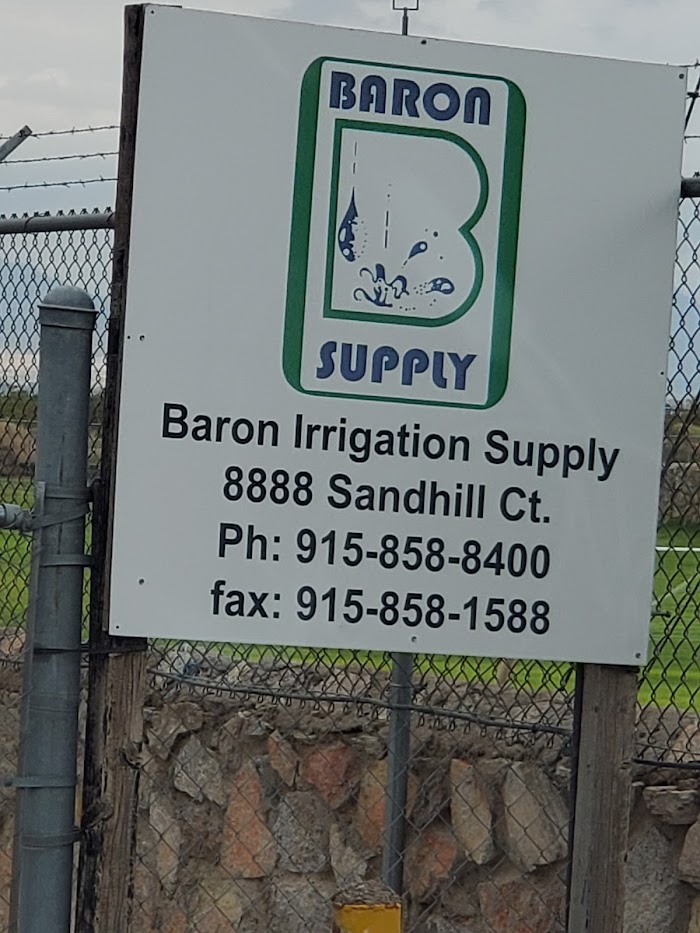 BARON
B
SUPPLY
Baron Irrigation Supply
8888 Sandhill Ct.
Ph: 915-858-8400
fax: 915-858-1588